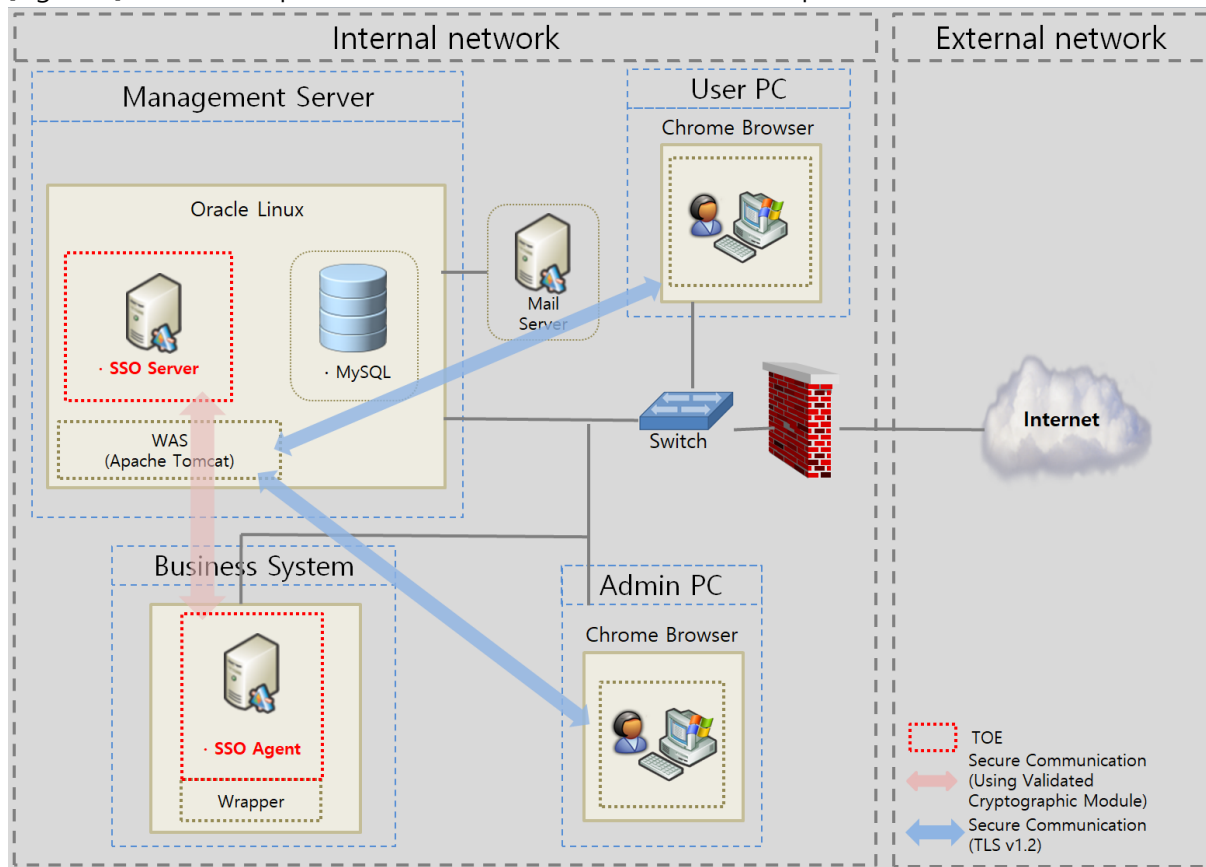 Internal network
External network
Management Server
User PC
Chrome Browser
Oracle Linux
· SSO Server
· MySQL
Mail
Server
WAS
(Apache Tomcat)
Switch
Internet
Business System
· SSO Agent
Wrapper
Admin PC
Chrome Browser
TOE
Secure Communication
(Using Validated
Cryptographic Module)
Secure Communication
(TLS v1.2)